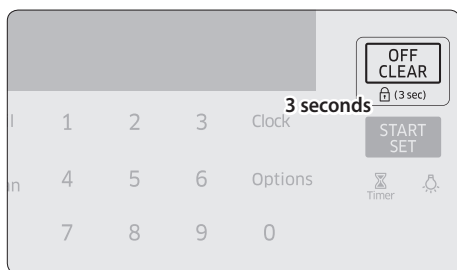 OFF
CLEAR
(3 sec)
3 seconds
1 2 3 Clock
START
SET
4 5 6 Options
Timer
7 8 9 0